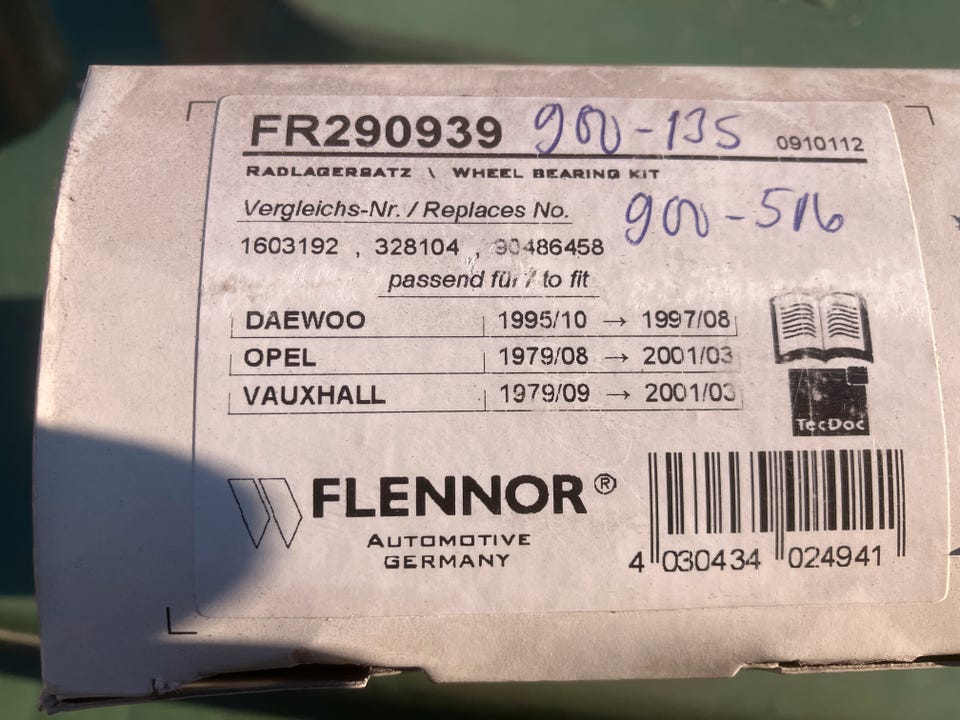 FR290939 900-135 0910112
RADLAGERSATZ \ WHEEL BEARING KIT
Vergleichs-Nr. / Replaces No.
1603192 , 328104 , 90486458
passend für / to fit
DAEWOO 1995/10 → 1997/08
OPEL 1979/08 → 2001/03
VAUXHALL 1979/09 → 2001/03
TecDoc
FLENNOR®
AUTOMOTIVE
GERMANY
4 030434 024941